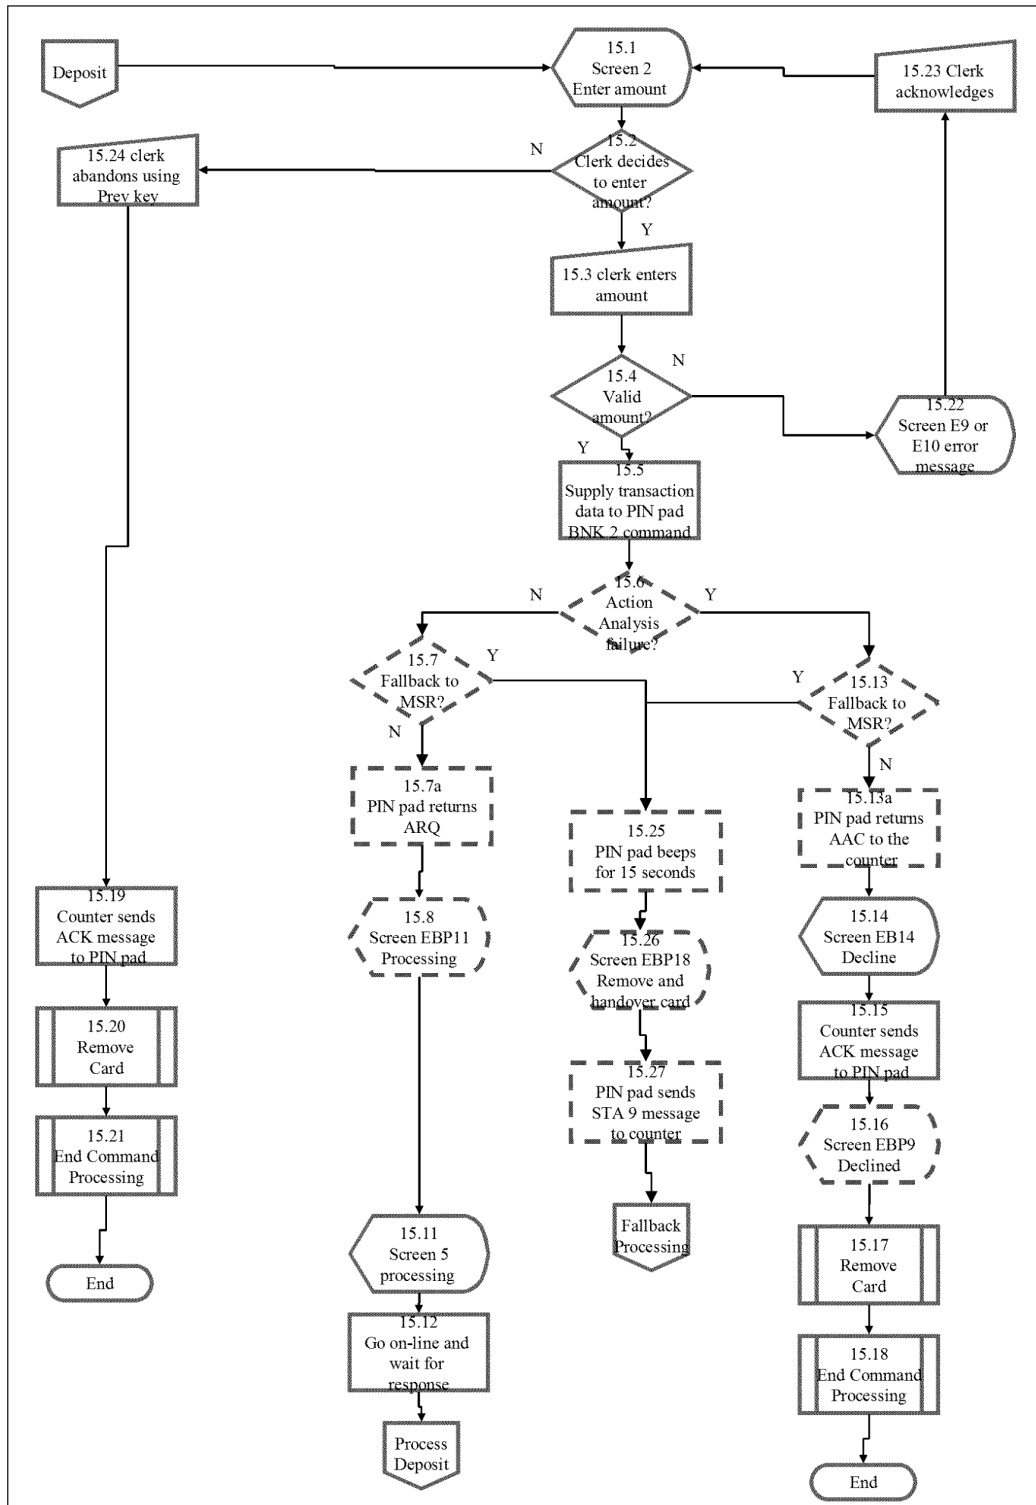 Deposit
15.1
Screen 2
Enter amount
15.23 Clerk
acknowledges
15.24 clerk
abandons using
Prev key
N
15.2
Clerk decides
to enter
amount?
Y
15.3 clerk enters
amount
15.4
Valid
amount?
N
Y
15.22
Screen E9 or
E10 error
message
15.5
Supply transaction
data to PIN pad
BNK 2 command
N
15.6
Action
Analysis
failure?
Y
15.7
Fallback to
MSR?
Y
N
Y
15.13
Fallback to
MSR?
N
15.7a
PIN pad returns
ARQ
15.25
PIN pad beeps
for 15 seconds
15.13a
PIN pad returns
AAC to the
counter
15.19
Counter sends
ACK message
to PIN pad
15.8
Screen EBP11
Processing
15.26
Screen EBP18
Remove and
handover card
15.14
Screen EB14
Decline
15.20
Remove
Card
15.15
Counter sends
ACK message
to PIN pad
15.27
PIN pad sends
STA 9 message
to counter
15.21
End Command
Processing
15.16
Screen EBP9
Declined
Fallback
Processing
15.11
Screen 5
processing
15.17
Remove
Card
End
15.12
Go on-line and
wait for
response
15.18
End Command
Processing
Process
Deposit
End